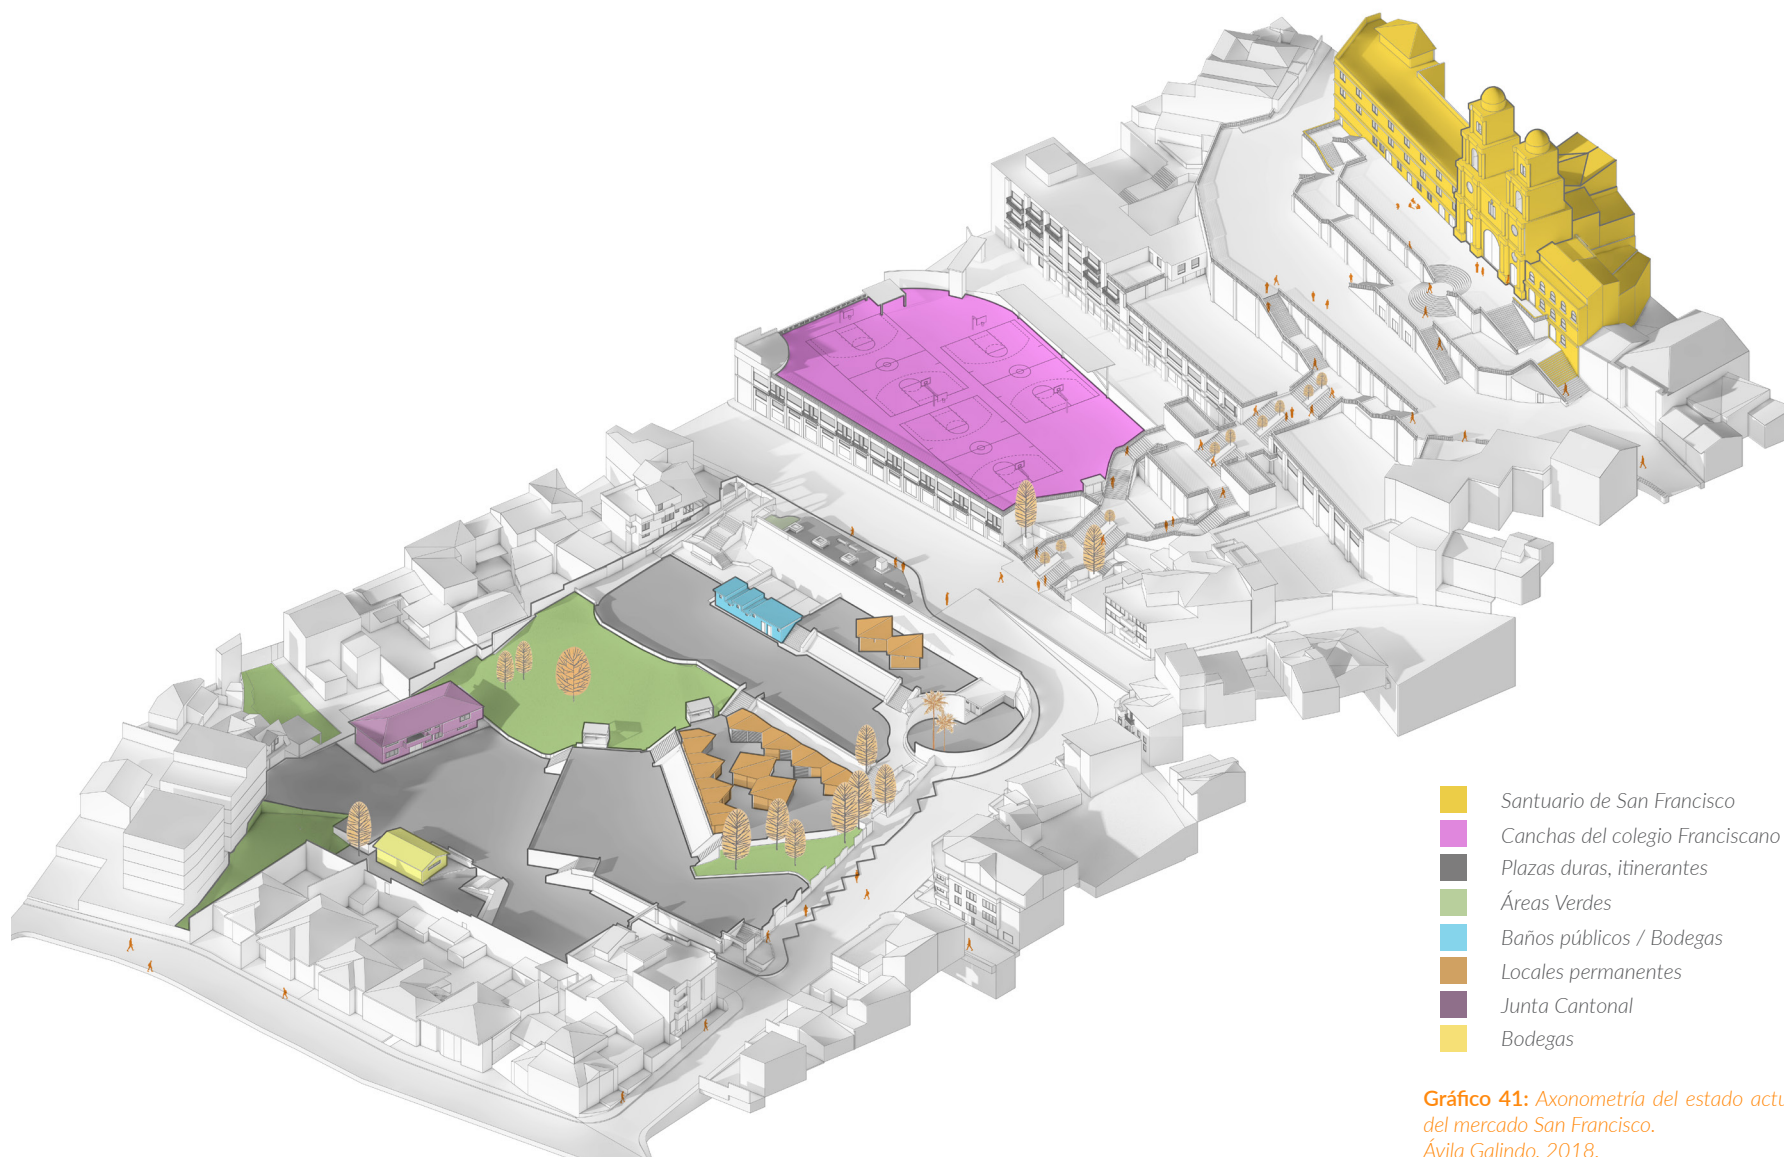 Santuario de San Francisco
Canchas del colegio Franciscano
Plazas duras, itinerantes
Áreas Verdes
Baños públicos / Bodegas
Locales permanentes
Junta Cantonal
Bodegas
Gráfico 41: Axonometría del estado actu
del mercado San Francisco.
Ávila Galindo, 2018.